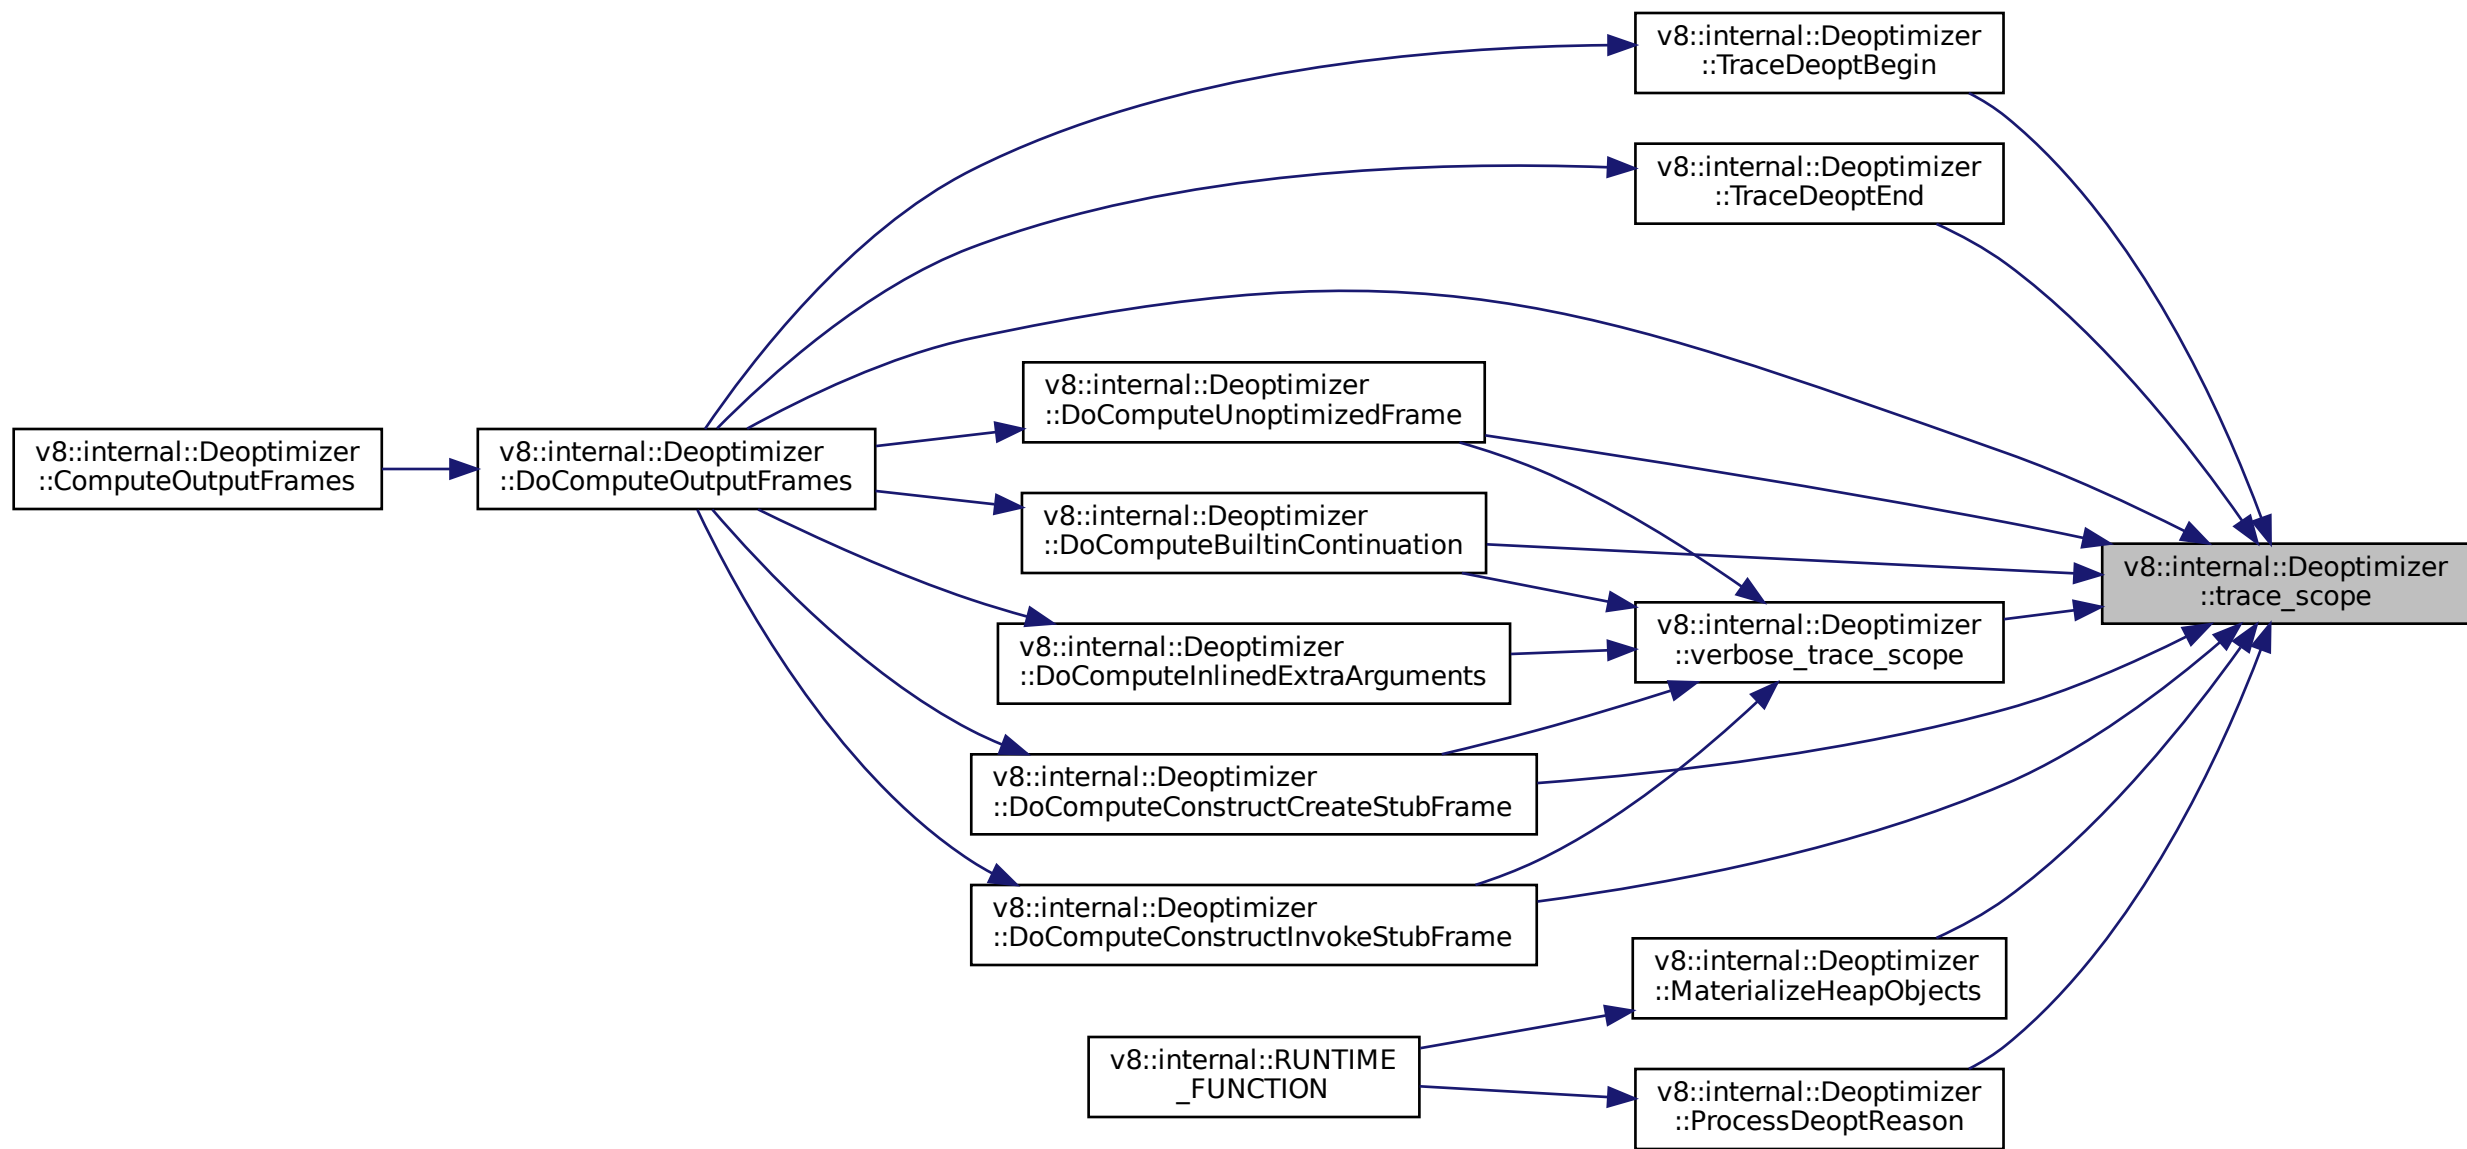 v8::internal::Deoptimizer
::TraceDeoptBegin
v8::internal::Deoptimizer
::TraceDeoptEnd
v8::internal::Deoptimizer
::DoComputeUnoptimizedFrame
v8::internal::Deoptimizer
::ComputeOutputFrames
v8::internal::Deoptimizer
::DoComputeOutputFrames
v8::internal::Deoptimizer
::DoComputeBuiltinContinuation
v8::internal::Deoptimizer
::trace_scope
v8::internal::Deoptimizer
::DoComputeInlinedExtraArguments
v8::internal::Deoptimizer
::verbose_trace_scope
v8::internal::Deoptimizer
::DoComputeConstructCreateStubFrame
v8::internal::Deoptimizer
::DoComputeConstructInvokeStubFrame
v8::internal::Deoptimizer
::MaterializeHeapObjects
v8::internal::RUNTIME
_FUNCTION
v8::internal::Deoptimizer
::ProcessDeoptReason